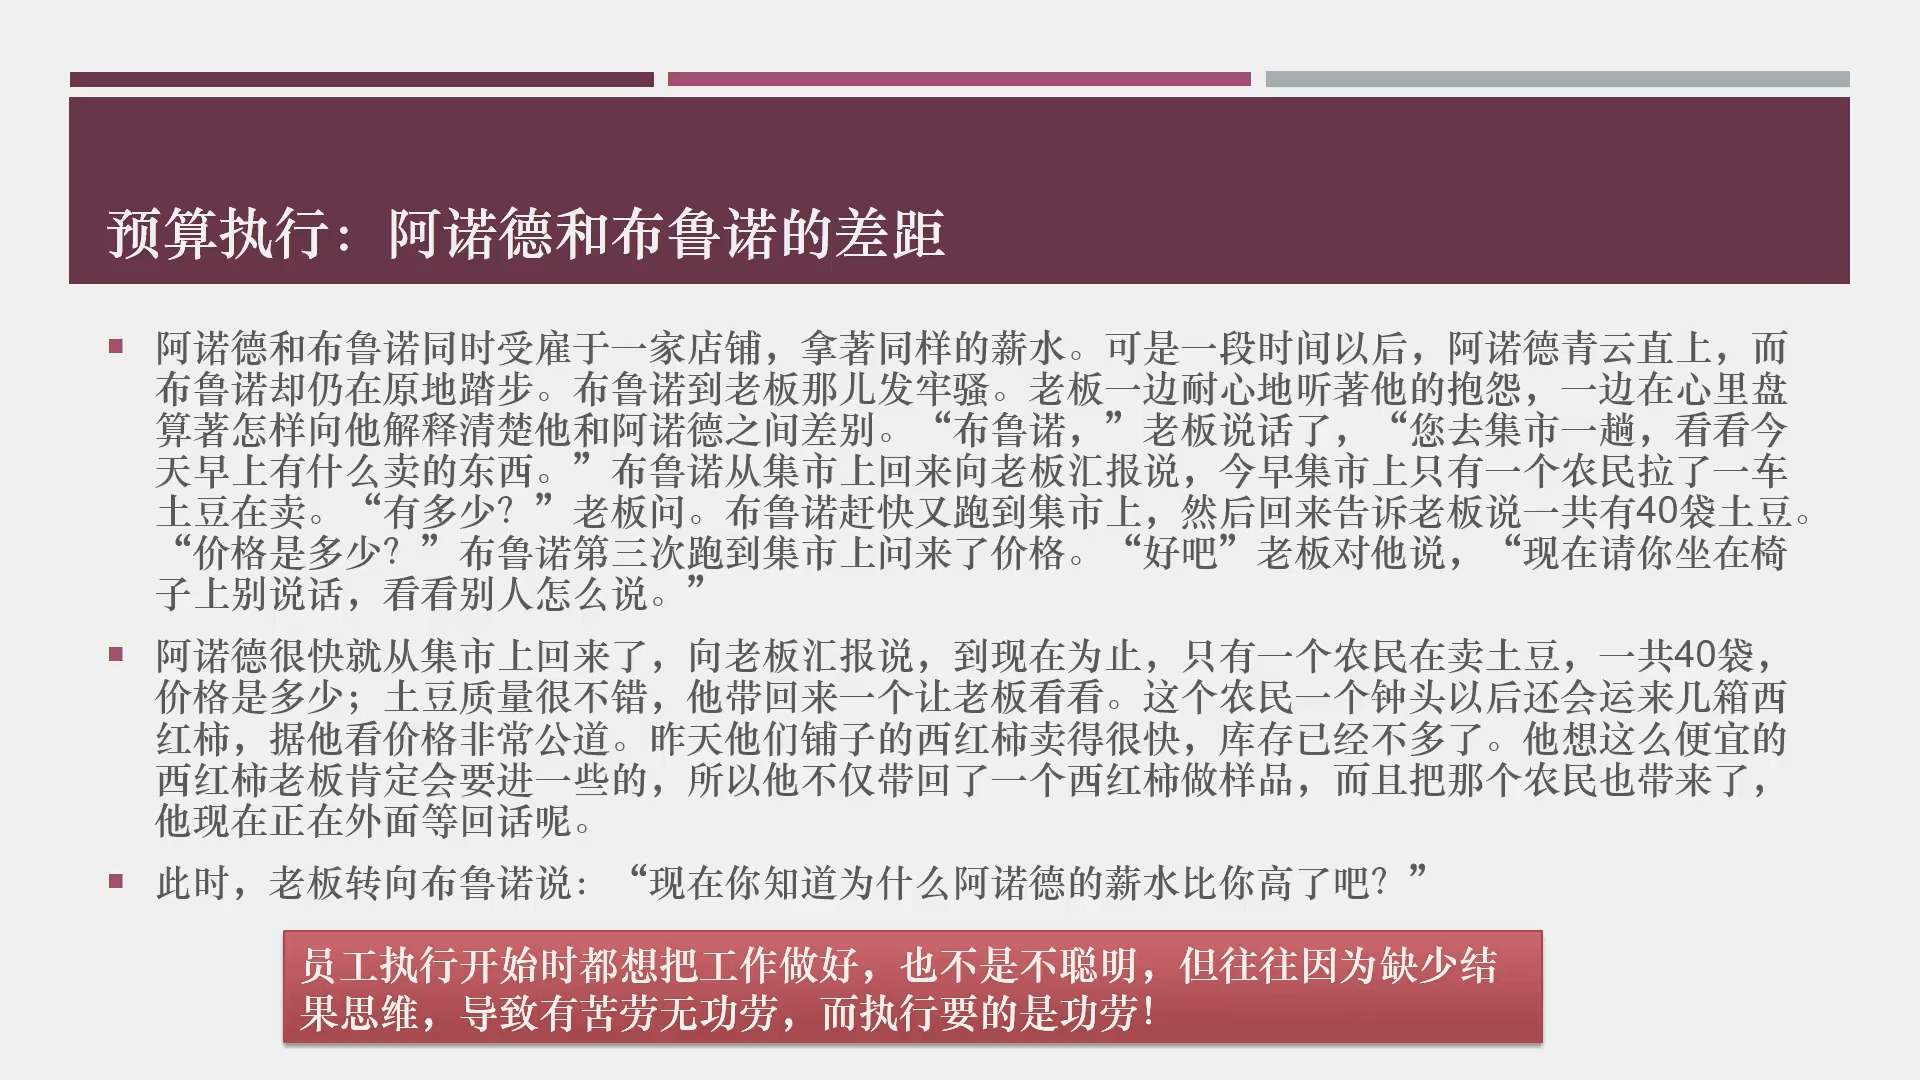 预算执行：阿诺德和布鲁诺的差距
阿诺德和布鲁诺同时受雇于一家店铺，拿著同样的薪水。可是一段时间以后，阿诺德青云直上，而
布鲁诺却仍在原地踏步。布鲁诺到老板那儿发牢骚。老板一边耐心地听著他的抱怨，一边在心里盘
算著怎样向他解释清楚他和阿诺德之间差别。“布鲁诺，”老板说话了，“您去集市一趟，看看今
天早上有什么卖的东西。”布鲁诺从集市上回来向老板汇报说，今早集市上只有一个农民拉了一车
土豆在卖。“有多少？”老板问。布鲁诺赶快又跑到集市上，然后回来告诉老板说一共有40袋土豆。
“价格是多少？”布鲁诺第三次跑到集市上问来了价格。“好吧”老板对他说，“现在请你坐在椅
子上别说话，看看别人怎么说。”
阿诺德很快就从集市上回来了，向老板汇报说，到现在为止，只有一个农民在卖土豆，一共40袋，
价格是多少；土豆质量很不错，他带回来一个让老板看看。这个农民一个钟头以后还会运来几箱西
红柿，据他看价格非常公道。昨天他们铺子的西红柿卖得很快，库存已经不多了。他想这么便宜的
西红柿老板肯定会要进一些的，所以他不仅带回了一个西红柿做样品，而且把那个农民也带来了，
他现在正在外面等回话呢。
此时，老板转向布鲁诺说：“现在你知道为什么阿诺德的薪水比你高了吧？”
员工执行开始时都想把工作做好，也不是不聪明，但往往因为缺少结
果思维，导致有苦劳无功劳，而执行要的是功劳！